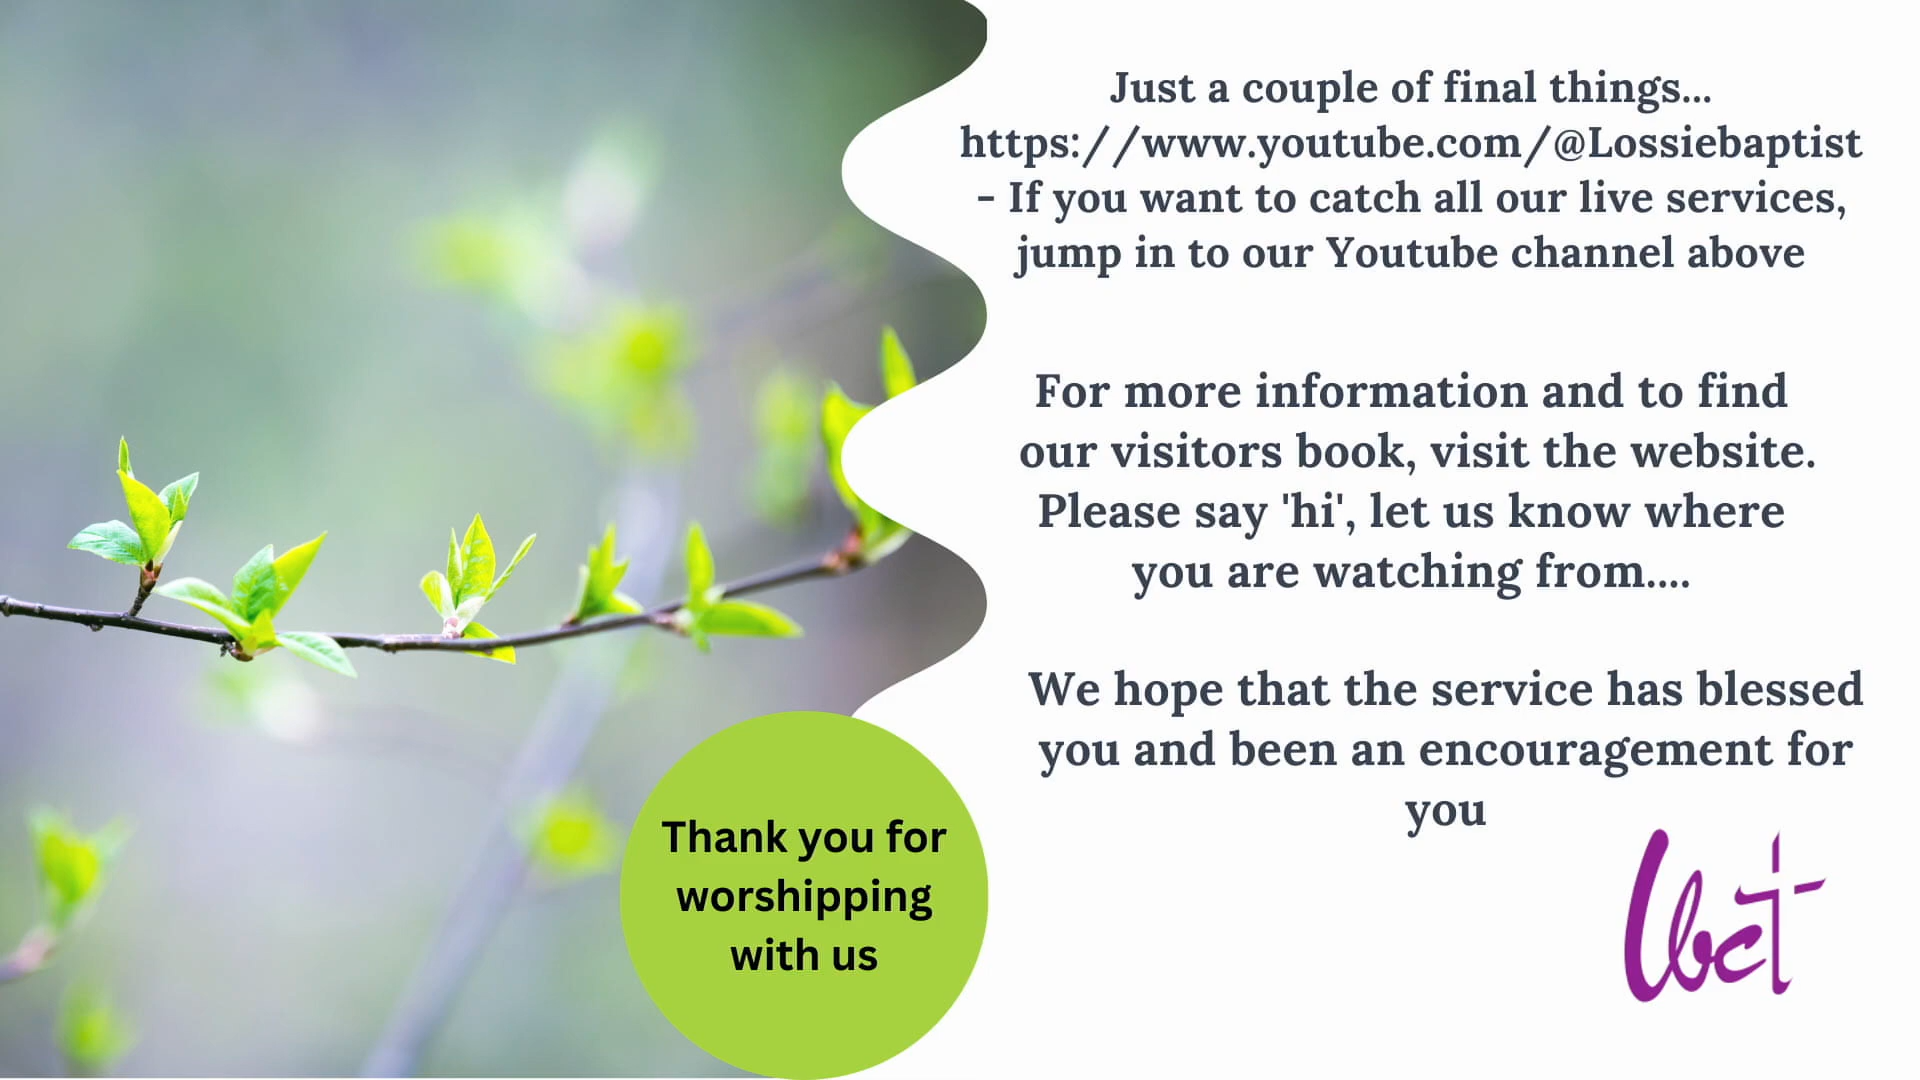 Just a couple of final things...
https://www.youtube.com/@Lossiebaptist
- If you want to catch all our live services,
jump in to our Youtube channel above
For more information and to find
our visitors book, visit the website.
Please say 'hi', let us know where
you are watching from....
We hope that the service has blessed
you and been an encouragement for
you
Thank you for
worshipping
with us
lbct